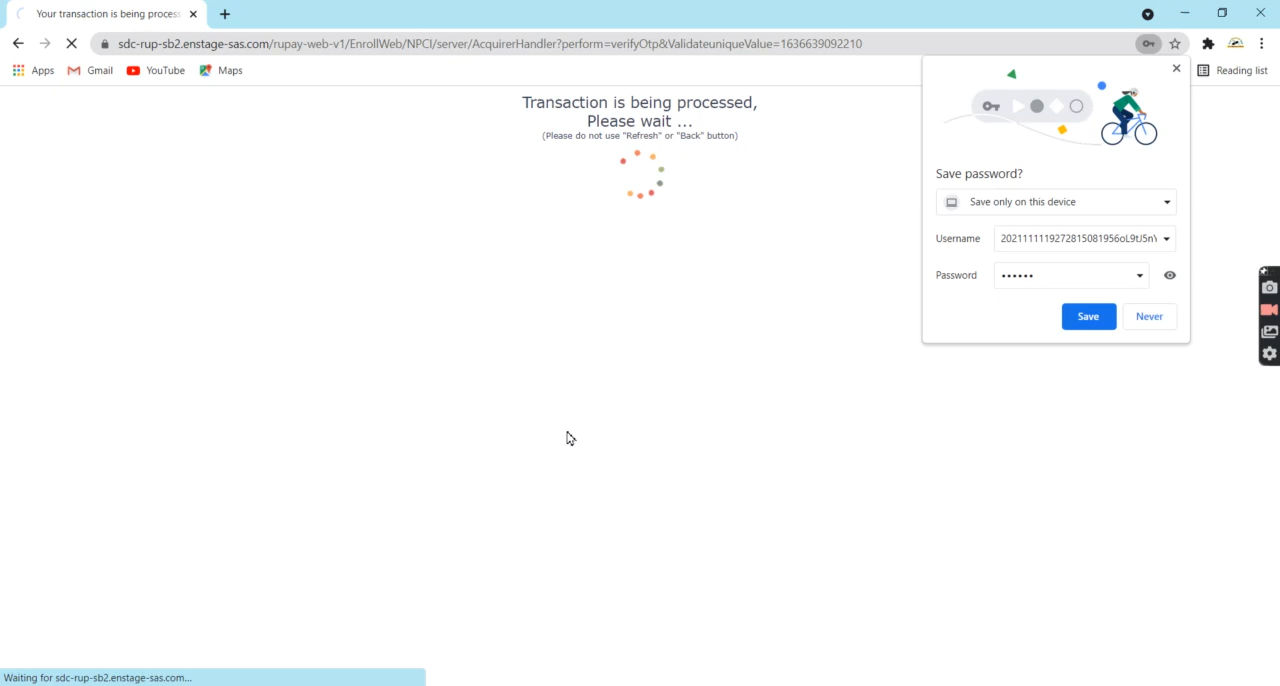 Your transaction is being process
sdc-rup-sb2.enstage-sas.com/rupay-web-v1/EnrollWeb/NPCI/server/AcquirerHandler?perform=verifyOtp&ValidateuniqueValue=1636639092210
Apps Gmail YouTube Maps Reading list
Transaction is being processed,
Please wait ...
(Please do not use "Refresh" or "Back" button)
Save password?
Save only on this device
Username 2021111119272815081956oL9tJ5nY
Password ••••••
Save Never
Waiting for sdc-rup-sb2.enstage-sas.com...